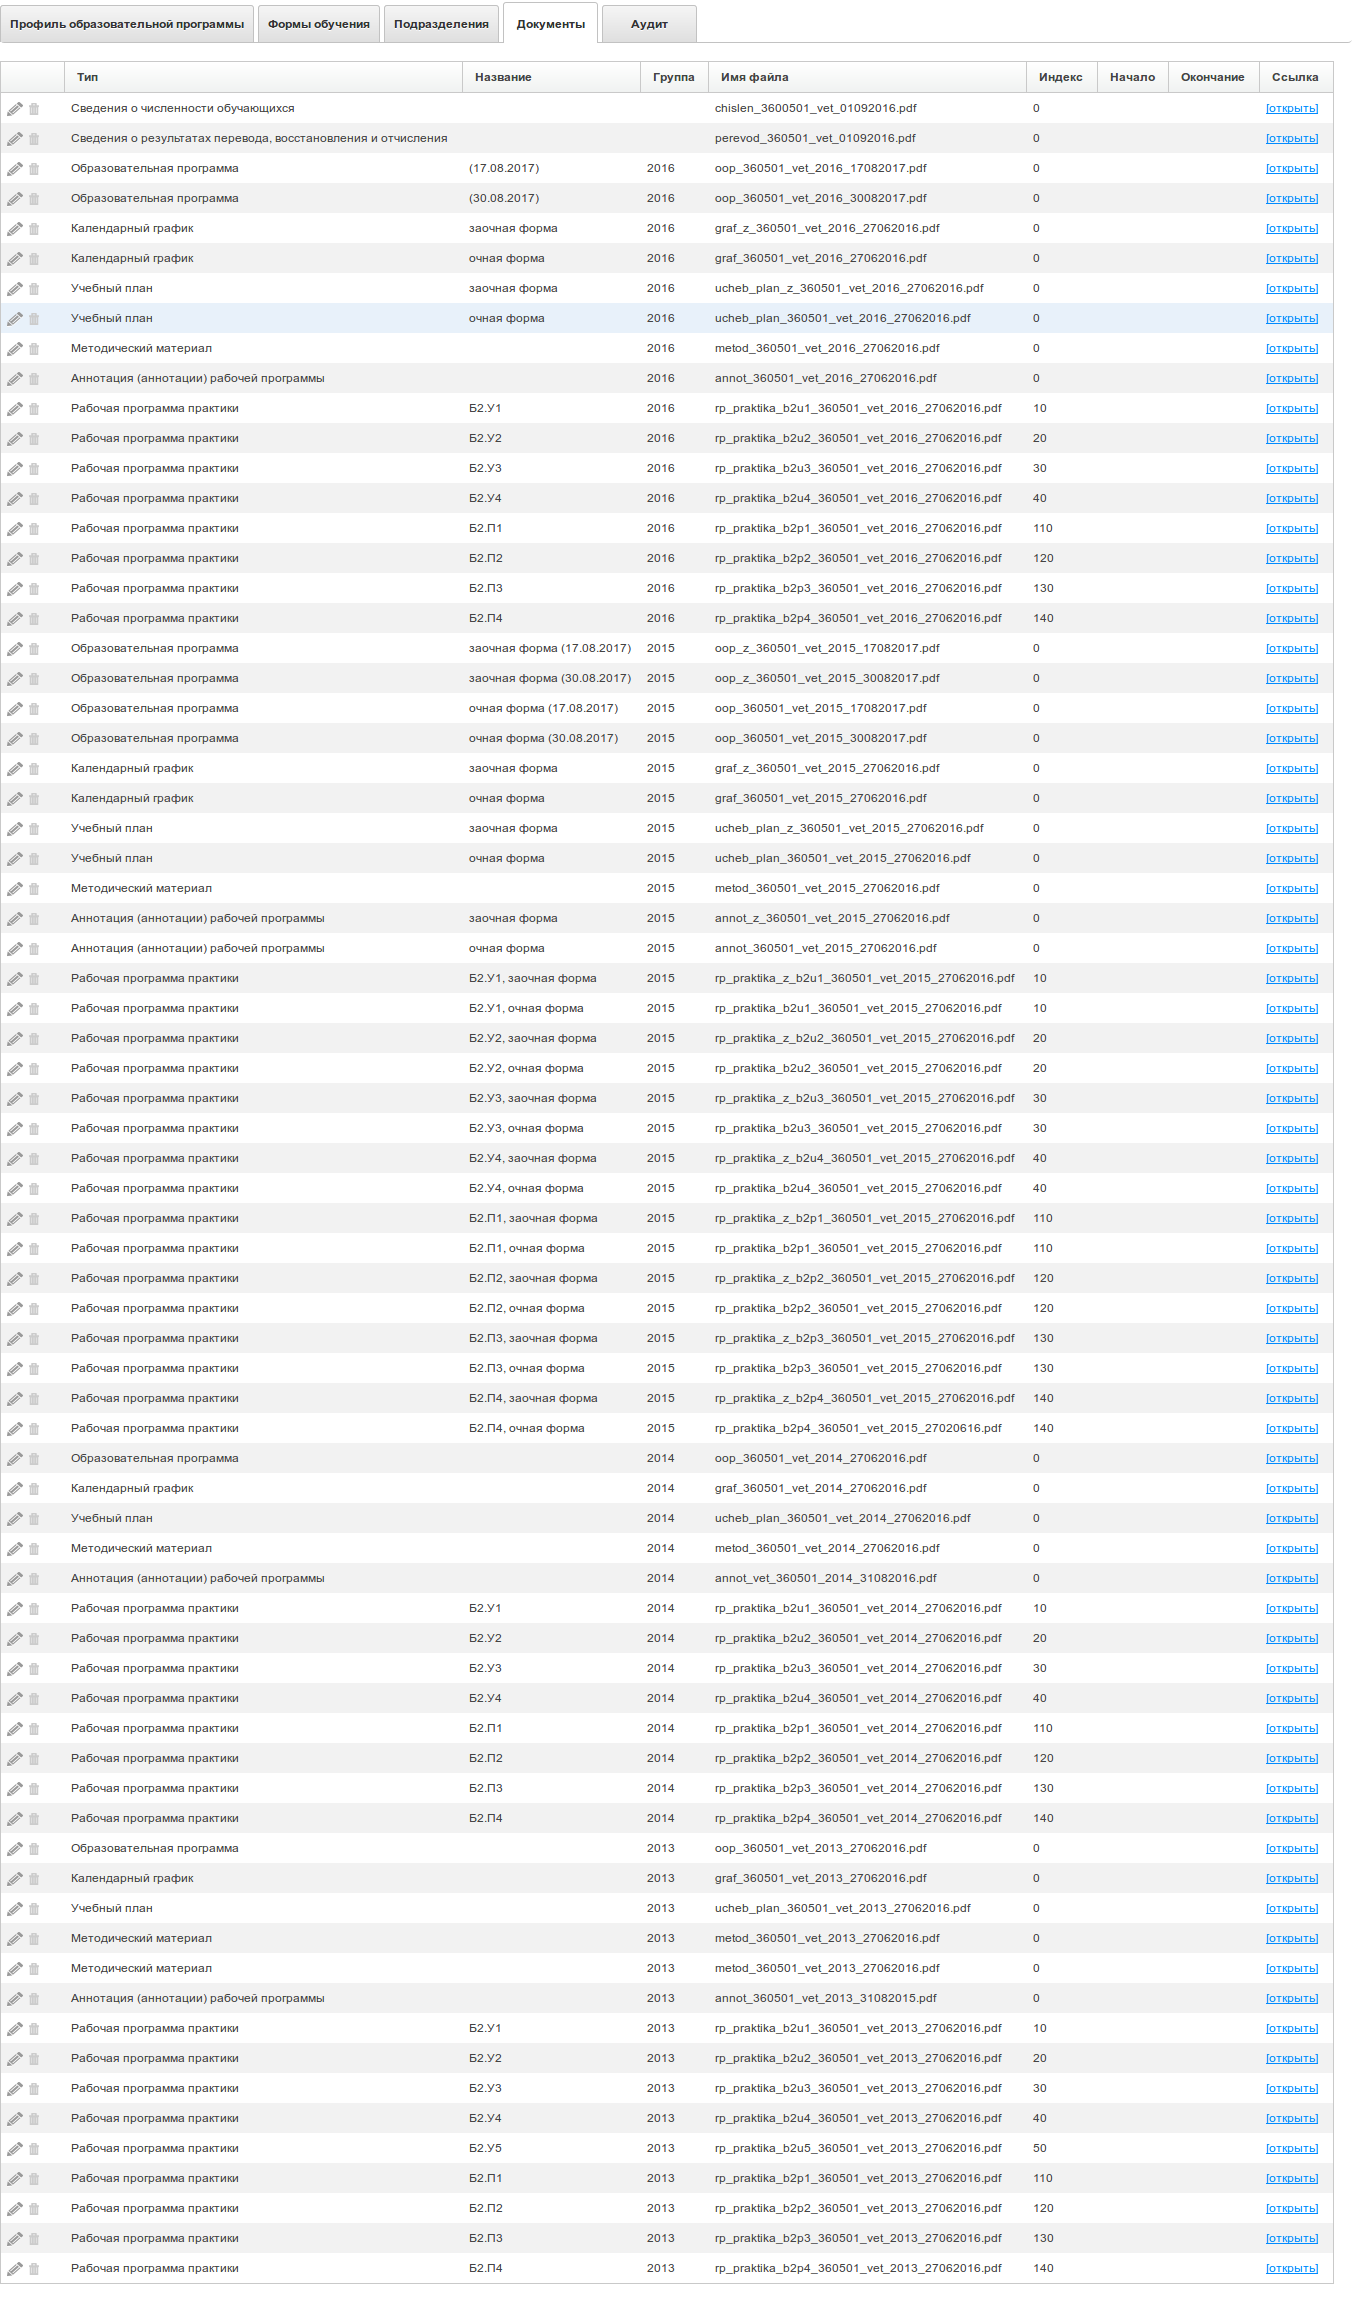 Профиль образовательной программы Формы обучения Подразделения Документы Аудит
Тип Название Группа Имя файла Индекс Начало Окончание Ссылка
Сведения о численности обучающихся chislen_3600501_vet_01092016.pdf 0 [открыть]
Сведения о результатах перевода, восстановления и отчисления perevod_360501_vet_01092016.pdf 0 [открыть]
Образовательная программа (17.08.2017) 2016 oop_360501_vet_2016_17082017.pdf 0 [открыть]
Образовательная программа (30.08.2017) 2016 oop_360501_vet_2016_30082017.pdf 0 [открыть]
Календарный график заочная форма 2016 graf_z_360501_vet_2016_27062016.pdf 0 [открыть]
Календарный график очная форма 2016 graf_360501_vet_2016_27062016.pdf 0 [открыть]
Учебный план заочная форма 2016 ucheb_plan_z_360501_vet_2016_27062016.pdf 0 [открыть]
Учебный план очная форма 2016 ucheb_plan_360501_vet_2016_27062016.pdf 0 [открыть]
Методический материал 2016 metod_360501_vet_2016_27062016.pdf 0 [открыть]
Аннотация (аннотации) рабочей программы 2016 annot_360501_vet_2016_27062016.pdf 0 [открыть]
Рабочая программа практики Б2.У1 2016 rp_praktika_b2u1_360501_vet_2016_27062016.pdf 10 [открыть]
Рабочая программа практики Б2.У2 2016 rp_praktika_b2u2_360501_vet_2016_27062016.pdf 20 [открыть]
Рабочая программа практики Б2.У3 2016 rp_praktika_b2u3_360501_vet_2016_27062016.pdf 30 [открыть]
Рабочая программа практики Б2.У4 2016 rp_praktika_b2u4_360501_vet_2016_27062016.pdf 40 [открыть]
Рабочая программа практики Б2.П1 2016 rp_praktika_b2p1_360501_vet_2016_27062016.pdf 110 [открыть]
Рабочая программа практики Б2.П2 2016 rp_praktika_b2p2_360501_vet_2016_27062016.pdf 120 [открыть]
Рабочая программа практики Б2.П3 2016 rp_praktika_b2p3_360501_vet_2016_27062016.pdf 130 [открыть]
Рабочая программа практики Б2.П4 2016 rp_praktika_b2p4_360501_vet_2016_27062016.pdf 140 [открыть]
Образовательная программа заочная форма (17.08.2017) 2015 oop_z_360501_vet_2015_17082017.pdf 0 [открыть]
Образовательная программа заочная форма (30.08.2017) 2015 oop_z_360501_vet_2015_30082017.pdf 0 [открыть]
Образовательная программа очная форма (17.08.2017) 2015 oop_360501_vet_2015_17082017.pdf 0 [открыть]
Образовательная программа очная форма (30.08.2017) 2015 oop_360501_vet_2015_30082017.pdf 0 [открыть]
Календарный график заочная форма 2015 graf_z_360501_vet_2015_27062016.pdf 0 [открыть]
Календарный график очная форма 2015 graf_360501_vet_2015_27062016.pdf 0 [открыть]
Учебный план заочная форма 2015 ucheb_plan_z_360501_vet_2015_27062016.pdf 0 [открыть]
Учебный план очная форма 2015 ucheb_plan_360501_vet_2015_27062016.pdf 0 [открыть]
Методический материал 2015 metod_360501_vet_2015_27062016.pdf 0 [открыть]
Аннотация (аннотации) рабочей программы заочная форма 2015 annot_z_360501_vet_2015_27062016.pdf 0 [открыть]
Аннотация (аннотации) рабочей программы очная форма 2015 annot_360501_vet_2015_27062016.pdf 0 [открыть]
Рабочая программа практики Б2.У1, заочная форма 2015 rp_praktika_z_b2u1_360501_vet_2015_27062016.pdf 10 [открыть]
Рабочая программа практики Б2.У1, очная форма 2015 rp_praktika_b2u1_360501_vet_2015_27062016.pdf 10 [открыть]
Рабочая программа практики Б2.У2, заочная форма 2015 rp_praktika_z_b2u2_360501_vet_2015_27062016.pdf 20 [открыть]
Рабочая программа практики Б2.У2, очная форма 2015 rp_praktika_b2u2_360501_vet_2015_27062016.pdf 20 [открыть]
Рабочая программа практики Б2.У3, заочная форма 2015 rp_praktika_z_b2u3_360501_vet_2015_27062016.pdf 30 [открыть]
Рабочая программа практики Б2.У3, очная форма 2015 rp_praktika_b2u3_360501_vet_2015_27062016.pdf 30 [открыть]
Рабочая программа практики Б2.У4, заочная форма 2015 rp_praktika_z_b2u4_360501_vet_2015_27062016.pdf 40 [открыть]
Рабочая программа практики Б2.У4, очная форма 2015 rp_praktika_b2u4_360501_vet_2015_27062016.pdf 40 [открыть]
Рабочая программа практики Б2.П1, заочная форма 2015 rp_praktika_z_b2p1_360501_vet_2015_27062016.pdf 110 [открыть]
Рабочая программа практики Б2.П1, очная форма 2015 rp_praktika_b2p1_360501_vet_2015_27062016.pdf 110 [открыть]
Рабочая программа практики Б2.П2, заочная форма 2015 rp_praktika_z_b2p2_360501_vet_2015_27062016.pdf 120 [открыть]
Рабочая программа практики Б2.П2, очная форма 2015 rp_praktika_b2p2_360501_vet_2015_27062016.pdf 120 [открыть]
Рабочая программа практики Б2.П3, заочная форма 2015 rp_praktika_z_b2p3_360501_vet_2015_27062016.pdf 130 [открыть]
Рабочая программа практики Б2.П3, очная форма 2015 rp_praktika_b2p3_360501_vet_2015_27062016.pdf 130 [открыть]
Рабочая программа практики Б2.П4, заочная форма 2015 rp_praktika_z_b2p4_360501_vet_2015_27062016.pdf 140 [открыть]
Рабочая программа практики Б2.П4, очная форма 2015 rp_praktika_b2p4_360501_vet_2015_27020616.pdf 140 [открыть]
Образовательная программа 2014 oop_360501_vet_2014_27062016.pdf 0 [открыть]
Календарный график 2014 graf_360501_vet_2014_27062016.pdf 0 [открыть]
Учебный план 2014 ucheb_plan_360501_vet_2014_27062016.pdf 0 [открыть]
Методический материал 2014 metod_360501_vet_2014_27062016.pdf 0 [открыть]
Аннотация (аннотации) рабочей программы 2014 annot_vet_360501_2014_31082016.pdf 0 [открыть]
Рабочая программа практики Б2.У1 2014 rp_praktika_b2u1_360501_vet_2014_27062016.pdf 10 [открыть]
Рабочая программа практики Б2.У2 2014 rp_praktika_b2u2_360501_vet_2014_27062016.pdf 20 [открыть]
Рабочая программа практики Б2.У3 2014 rp_praktika_b2u3_360501_vet_2014_27062016.pdf 30 [открыть]
Рабочая программа практики Б2.У4 2014 rp_praktika_b2u4_360501_vet_2014_27062016.pdf 40 [открыть]
Рабочая программа практики Б2.П1 2014 rp_praktika_b2p1_360501_vet_2014_27062016.pdf 110 [открыть]
Рабочая программа практики Б2.П2 2014 rp_praktika_b2p2_360501_vet_2014_27062016.pdf 120 [открыть]
Рабочая программа практики Б2.П3 2014 rp_praktika_b2p3_360501_vet_2014_27062016.pdf 130 [открыть]
Рабочая программа практики Б2.П4 2014 rp_praktika_b2p4_360501_vet_2014_27062016.pdf 140 [открыть]
Образовательная программа 2013 oop_360501_vet_2013_27062016.pdf 0 [открыть]
Календарный график 2013 graf_360501_vet_2013_27062016.pdf 0 [открыть]
Учебный план 2013 ucheb_plan_360501_vet_2013_27062016.pdf 0 [открыть]
Методический материал 2013 metod_360501_vet_2013_27062016.pdf 0 [открыть]
Методический материал 2013 metod_360501_vet_2013_27062016.pdf 0 [открыть]
Аннотация (аннотации) рабочей программы 2013 annot_360501_vet_2013_31082015.pdf 0 [открыть]
Рабочая программа практики Б2.У1 2013 rp_praktika_b2u1_360501_vet_2013_27062016.pdf 10 [открыть]
Рабочая программа практики Б2.У2 2013 rp_praktika_b2u2_360501_vet_2013_27062016.pdf 20 [открыть]
Рабочая программа практики Б2.У3 2013 rp_praktika_b2u3_360501_vet_2013_27062016.pdf 30 [открыть]
Рабочая программа практики Б2.У4 2013 rp_praktika_b2u4_360501_vet_2013_27062016.pdf 40 [открыть]
Рабочая программа практики Б2.У5 2013 rp_praktika_b2u5_360501_vet_2013_27062016.pdf 50 [открыть]
Рабочая программа практики Б2.П1 2013 rp_praktika_b2p1_360501_vet_2013_27062016.pdf 110 [открыть]
Рабочая программа практики Б2.П2 2013 rp_praktika_b2p2_360501_vet_2013_27062016.pdf 120 [открыть]
Рабочая программа практики Б2.П3 2013 rp_praktika_b2p3_360501_vet_2013_27062016.pdf 130 [открыть]
Рабочая программа практики Б2.П4 2013 rp_praktika_b2p4_360501_vet_2013_27062016.pdf 140 [открыть]